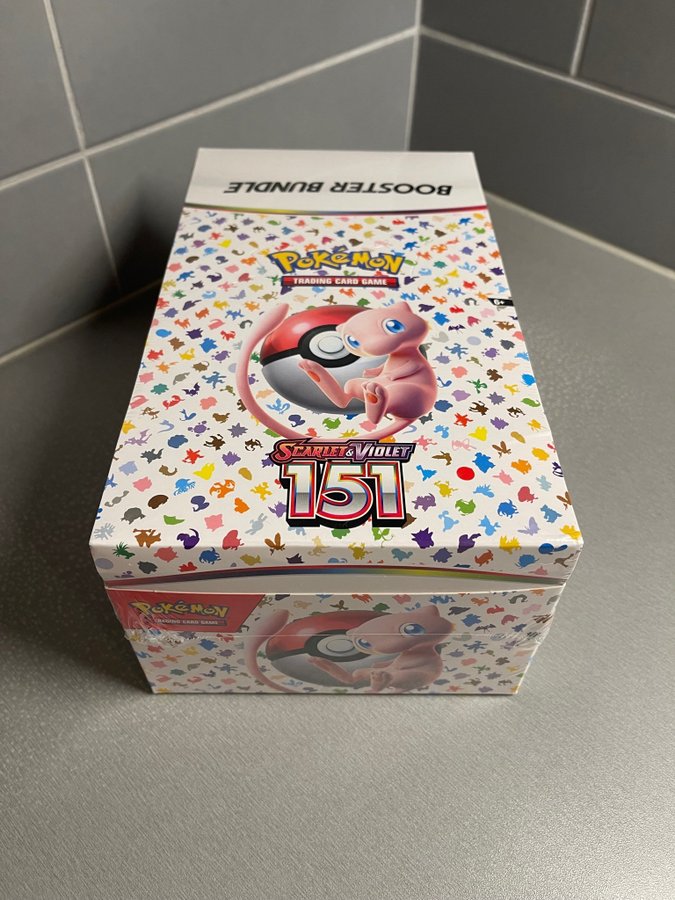 BOOSTER BUNDLE
POKéMON
TRADING CARD GAME
6+
SCARLET & VIOLET
151
POKéMON
TRADING CARD GAME